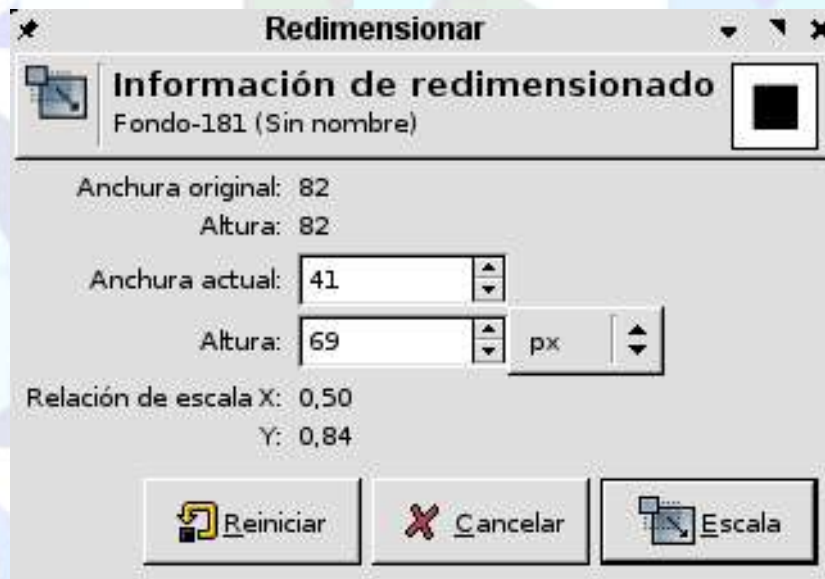 Redimensionar
Información de redimensionado
Fondo-181 (Sin nombre)
Anchura original: 82
Altura: 82
Anchura actual: 41
Altura: 69 px
Relación de escala X: 0,50
Y: 0,84
Reiniciar Cancelar Escala